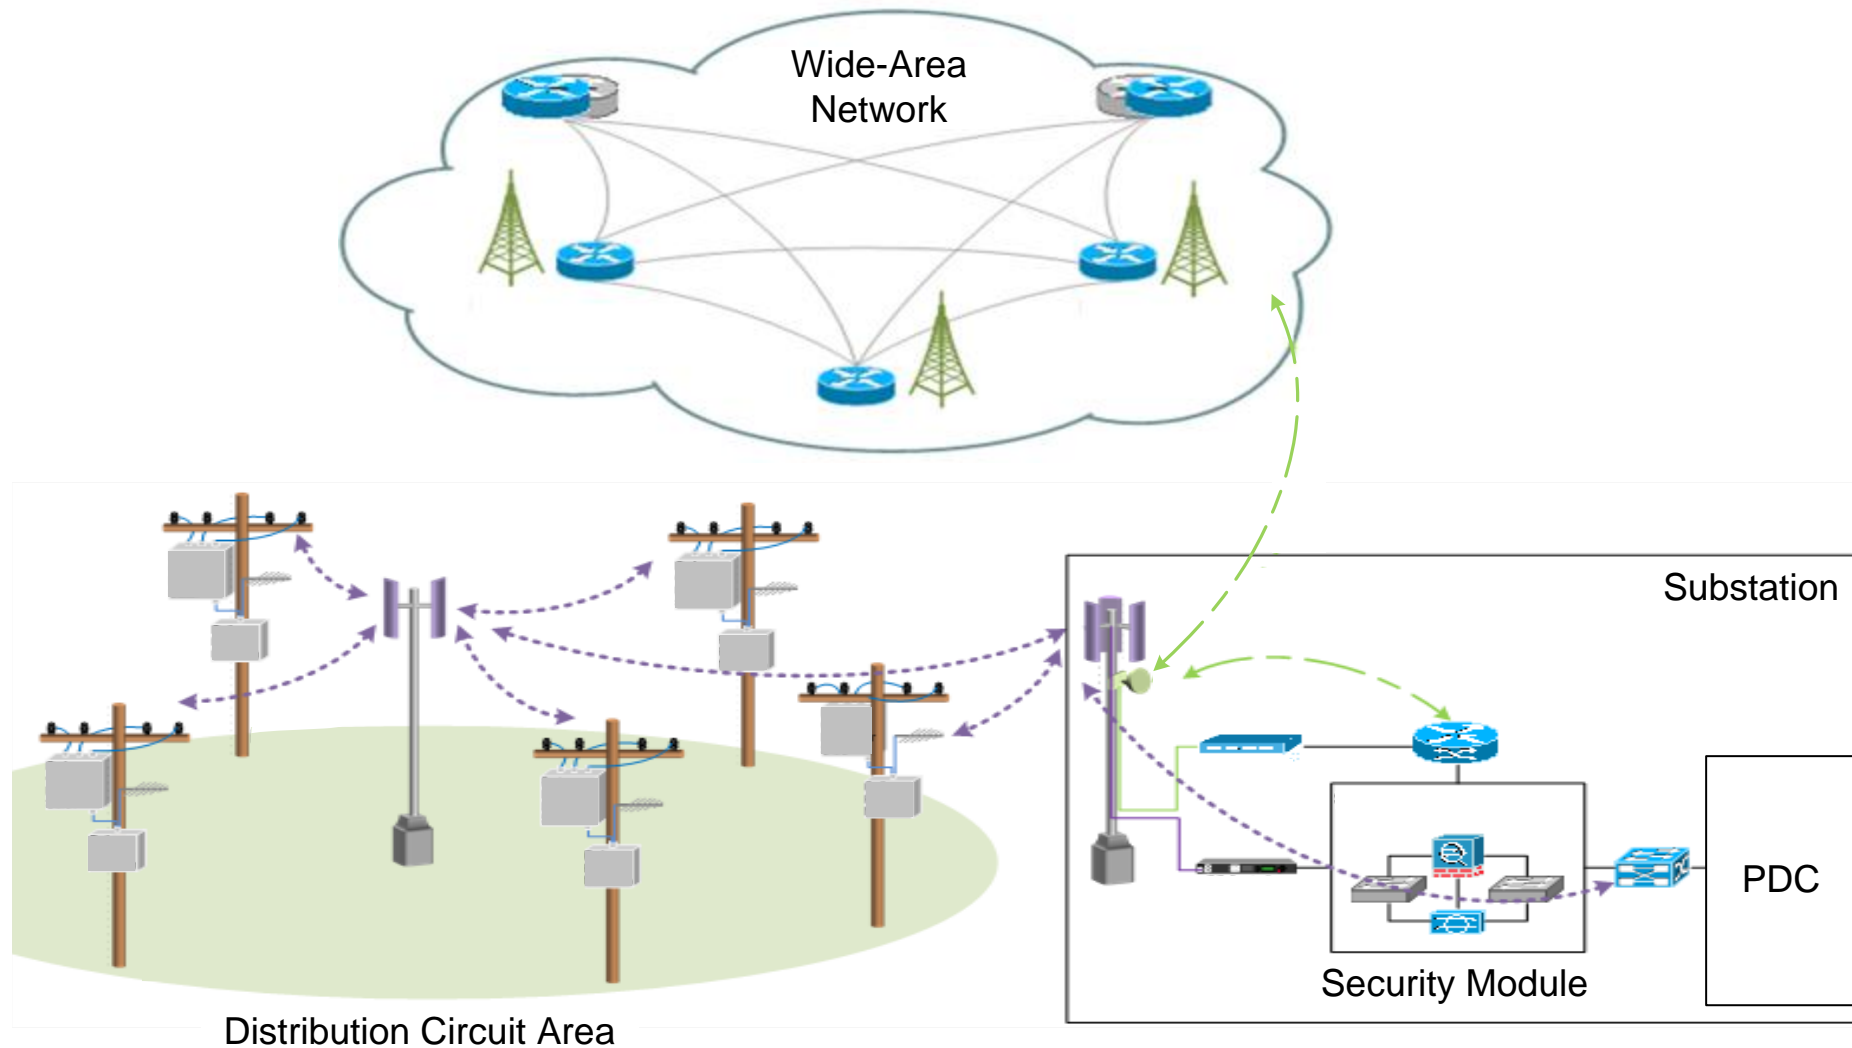 Wide-Area
Network
Substation
PDC
Security Module
Distribution Circuit Area